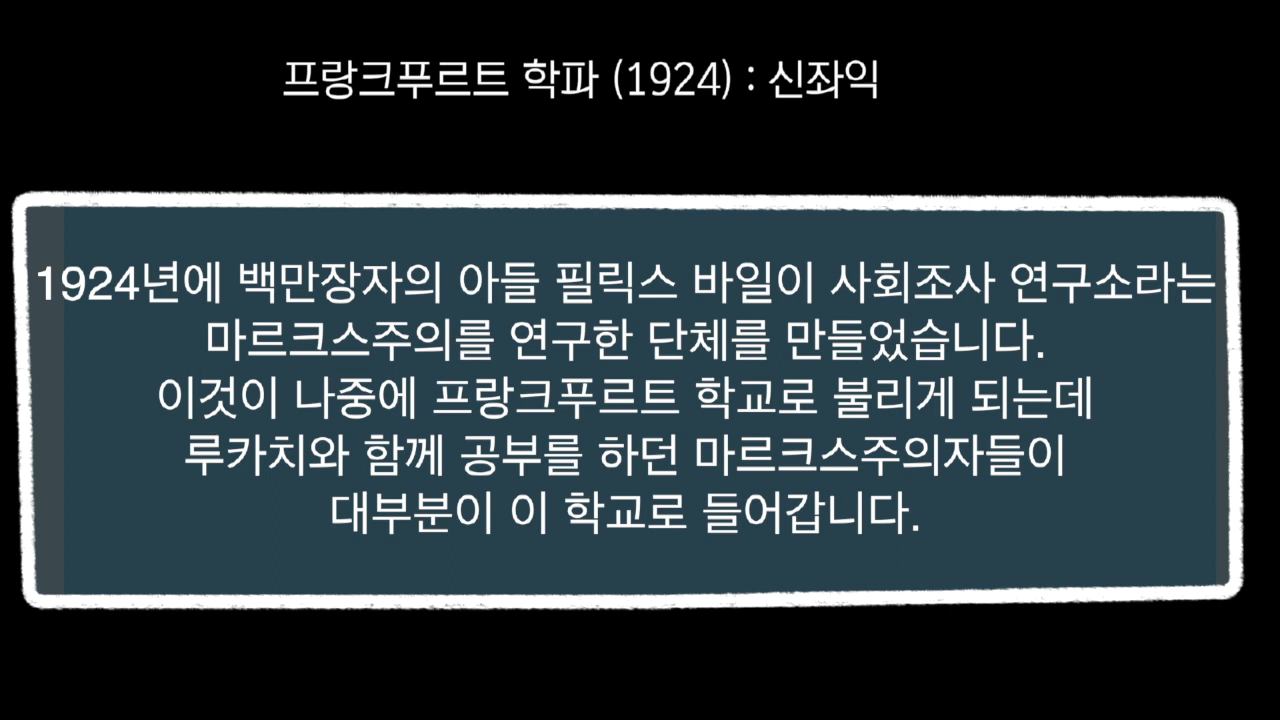 프랑크푸르트 학파 (1924) : 신좌익
1924년에 백만장자의 아들 필릭스 바일이 사회조사 연구소라는
마르크스주의를 연구한 단체를 만들었습니다.
이것이 나중에 프랑크푸르트 학교로 불리게 되는데
루카치와 함께 공부를 하던 마르크스주의자들이
대부분이 이 학교로 들어갑니다.